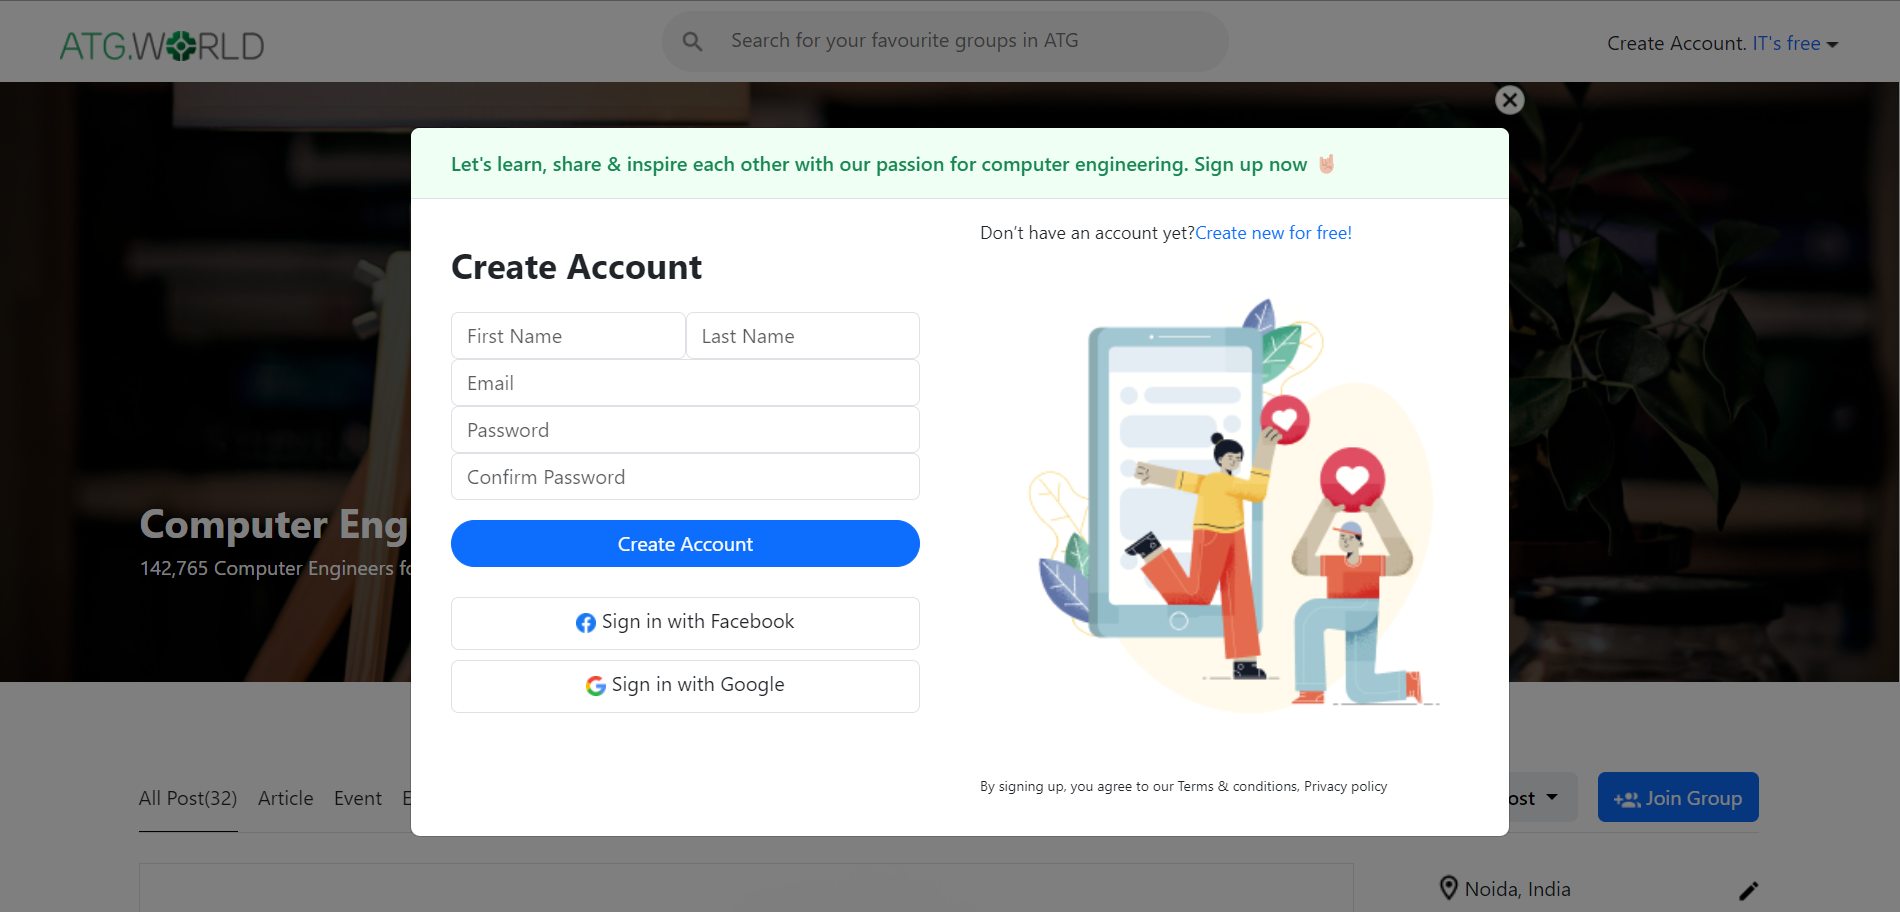 ATG.WORLD
Search for your favourite groups in ATG
Create Account. IT's free
Let's learn, share & inspire each other with our passion for computer engineering. Sign up now 🤘🏻
Don’t have an account yet?Create new for free!
Create Account
First Name
Last Name
Email
Password
Confirm Password
Create Account
Sign in with Facebook
Sign in with Google
By signing up, you agree to our Terms & conditions, Privacy policy
Computer Eng
142,765 Computer Engineers
All Post(32)
Article
Event
Join Group
Noida, India